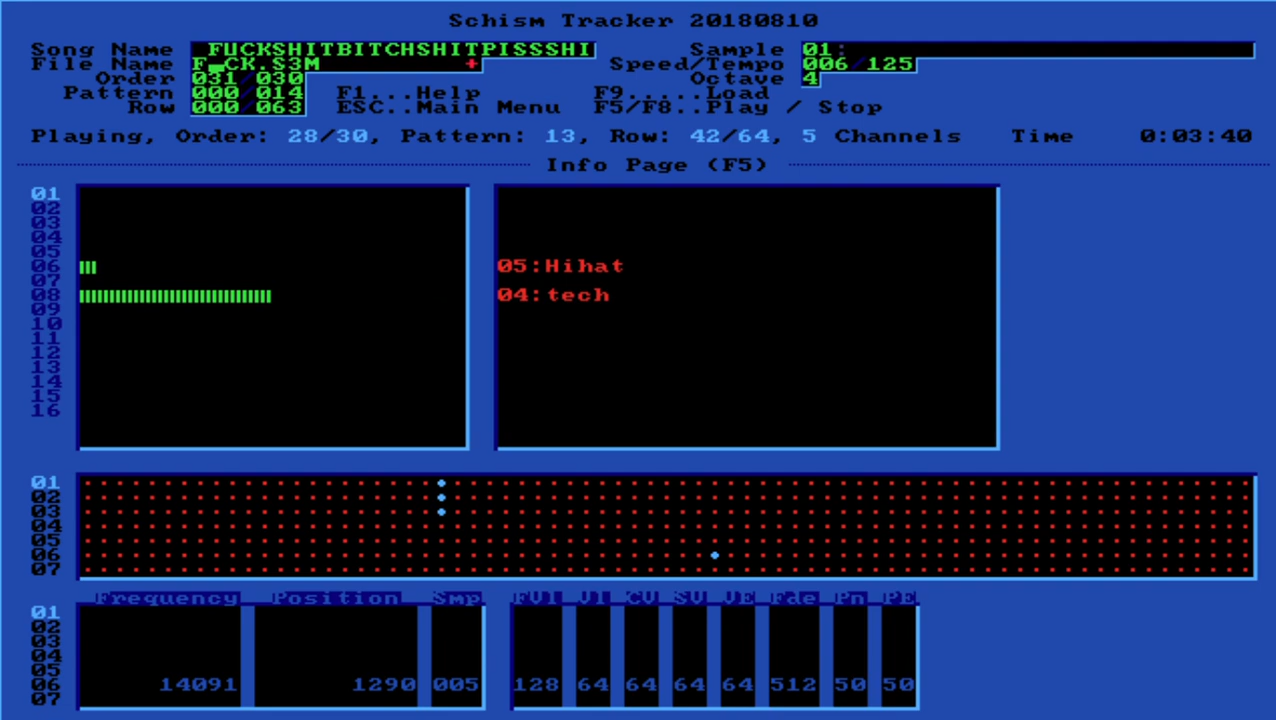 Schism Tracker 20180810
Song Name FUCKSHITBITCHSHITPISSSHI Sample 01:
File Name F_CK.S3M + Speed/Tempo 006/125
Order 031/030 Octave 4
Pattern 000/014 F1...Help F9.....Load
Row 000/063 ESC..Main Menu F5/F8..Play / Stop
Playing, Order: 28/30, Pattern: 13, Row: 42/64, 5 Channels Time 0:03:40
Info Page (F5)
01
02
03
04
05
06 05:Hihat
07
08 04:tech
09
10
11
12
13
14
15
16
01
02
03
04
05
06
07
Frequency Position Smp FVl Vl CV SV VE Fde Pn PE
01
02
03
04
05
06 14091 1290 005 128 64 64 64 64 512 50 50
07